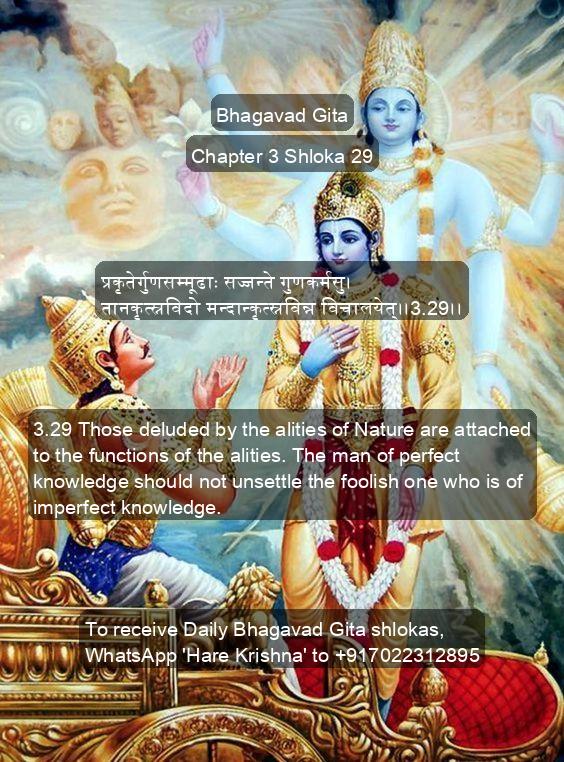 Bhagavad Gita
Chapter 3 Shloka 29
प्रकृतेर्गुणसम्मूढाः सज्जन्ते गुणकर्मसु।
तानकृत्स्नविदो मन्दान्कृत्स्नविन्न विचालयेत्।।3.29।।
3.29 Those deluded by the alities of Nature are attached
to the functions of the alities. The man of perfect
knowledge should not unsettle the foolish one who is of
imperfect knowledge.
To receive Daily Bhagavad Gita shlokas,
WhatsApp 'Hare Krishna' to +917022312895